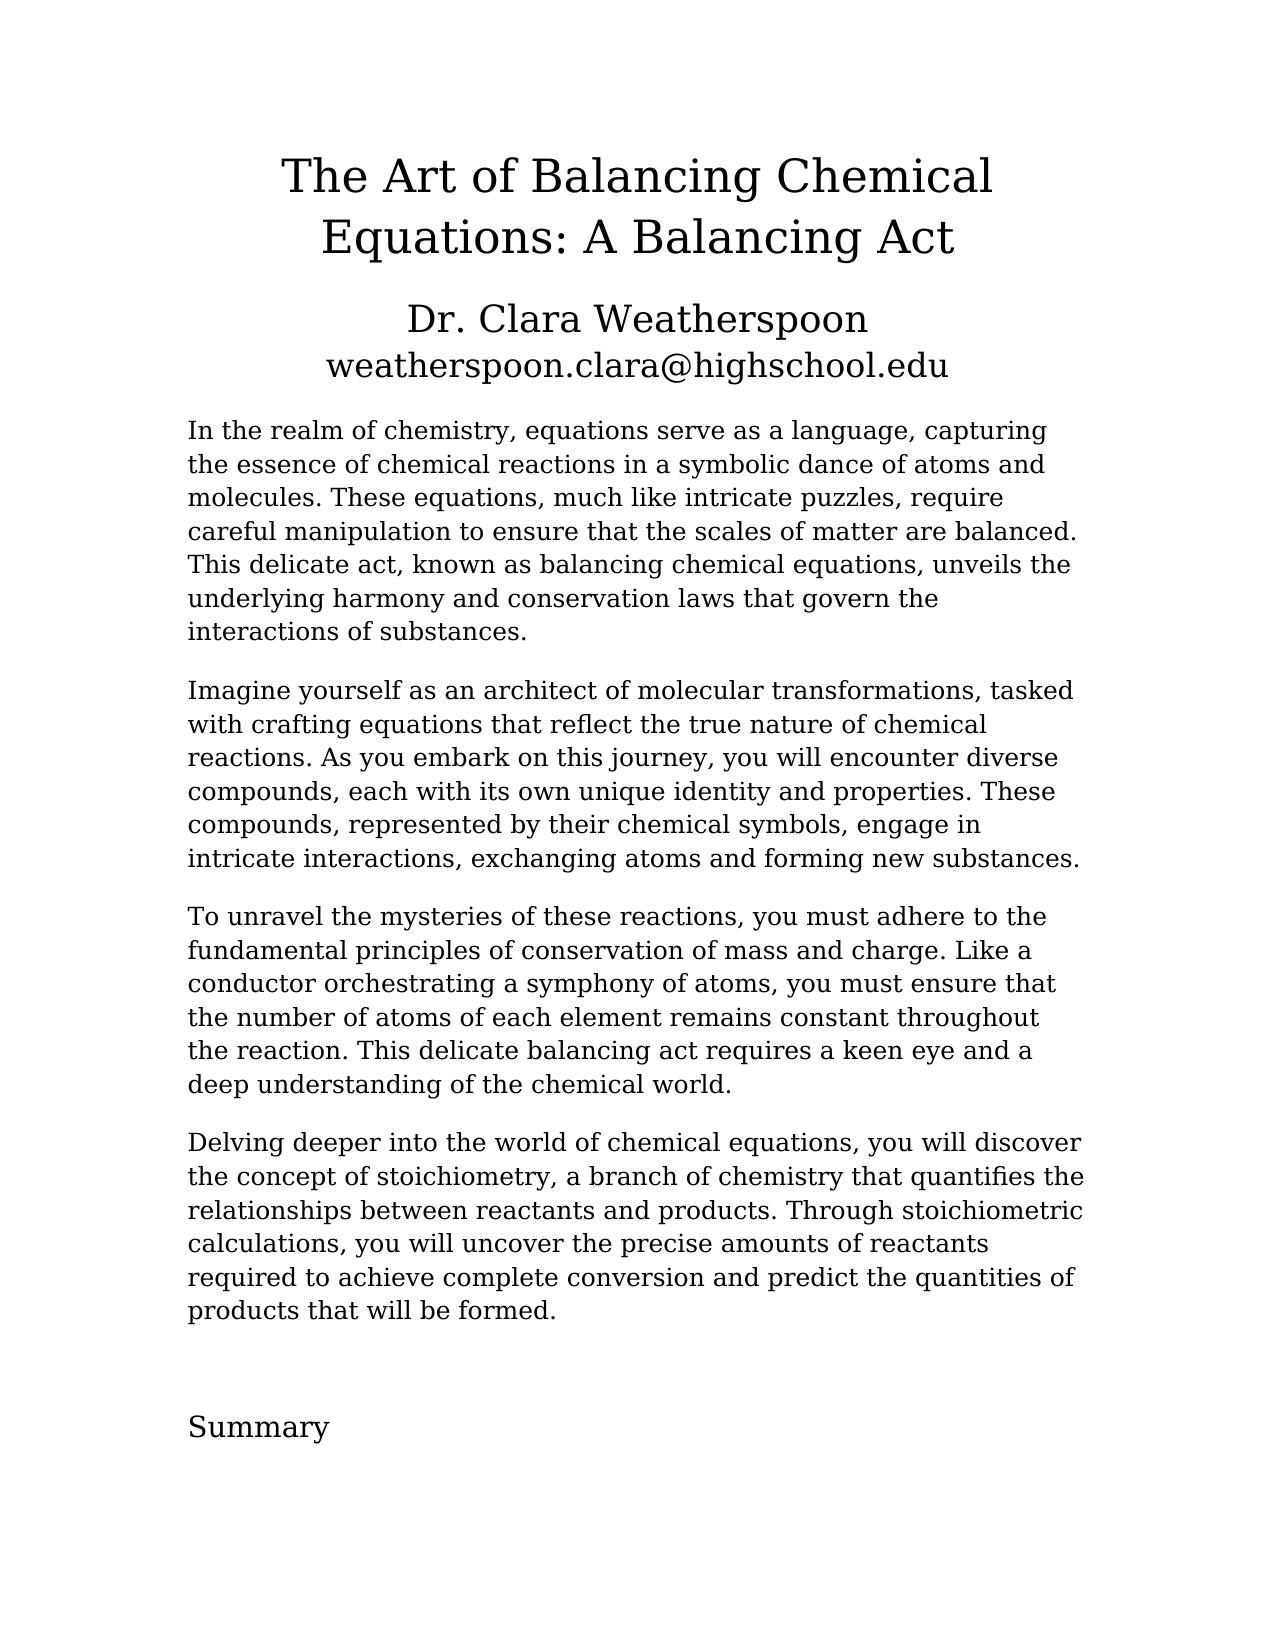 The Art of Balancing Chemical
Equations: A Balancing Act
Dr. Clara Weatherspoon
weatherspoon.clara@highschool.edu
In the realm of chemistry, equations serve as a language, capturing
the essence of chemical reactions in a symbolic dance of atoms and
molecules. These equations, much like intricate puzzles, require
careful manipulation to ensure that the scales of matter are balanced.
This delicate act, known as balancing chemical equations, unveils the
underlying harmony and conservation laws that govern the
interactions of substances.
Imagine yourself as an architect of molecular transformations, tasked
with crafting equations that reflect the true nature of chemical
reactions. As you embark on this journey, you will encounter diverse
compounds, each with its own unique identity and properties. These
compounds, represented by their chemical symbols, engage in
intricate interactions, exchanging atoms and forming new substances.
To unravel the mysteries of these reactions, you must adhere to the
fundamental principles of conservation of mass and charge. Like a
conductor orchestrating a symphony of atoms, you must ensure that
the number of atoms of each element remains constant throughout
the reaction. This delicate balancing act requires a keen eye and a
deep understanding of the chemical world.
Delving deeper into the world of chemical equations, you will discover
the concept of stoichiometry, a branch of chemistry that quantifies the
relationships between reactants and products. Through stoichiometric
calculations, you will uncover the precise amounts of reactants
required to achieve complete conversion and predict the quantities of
products that will be formed.
Summary